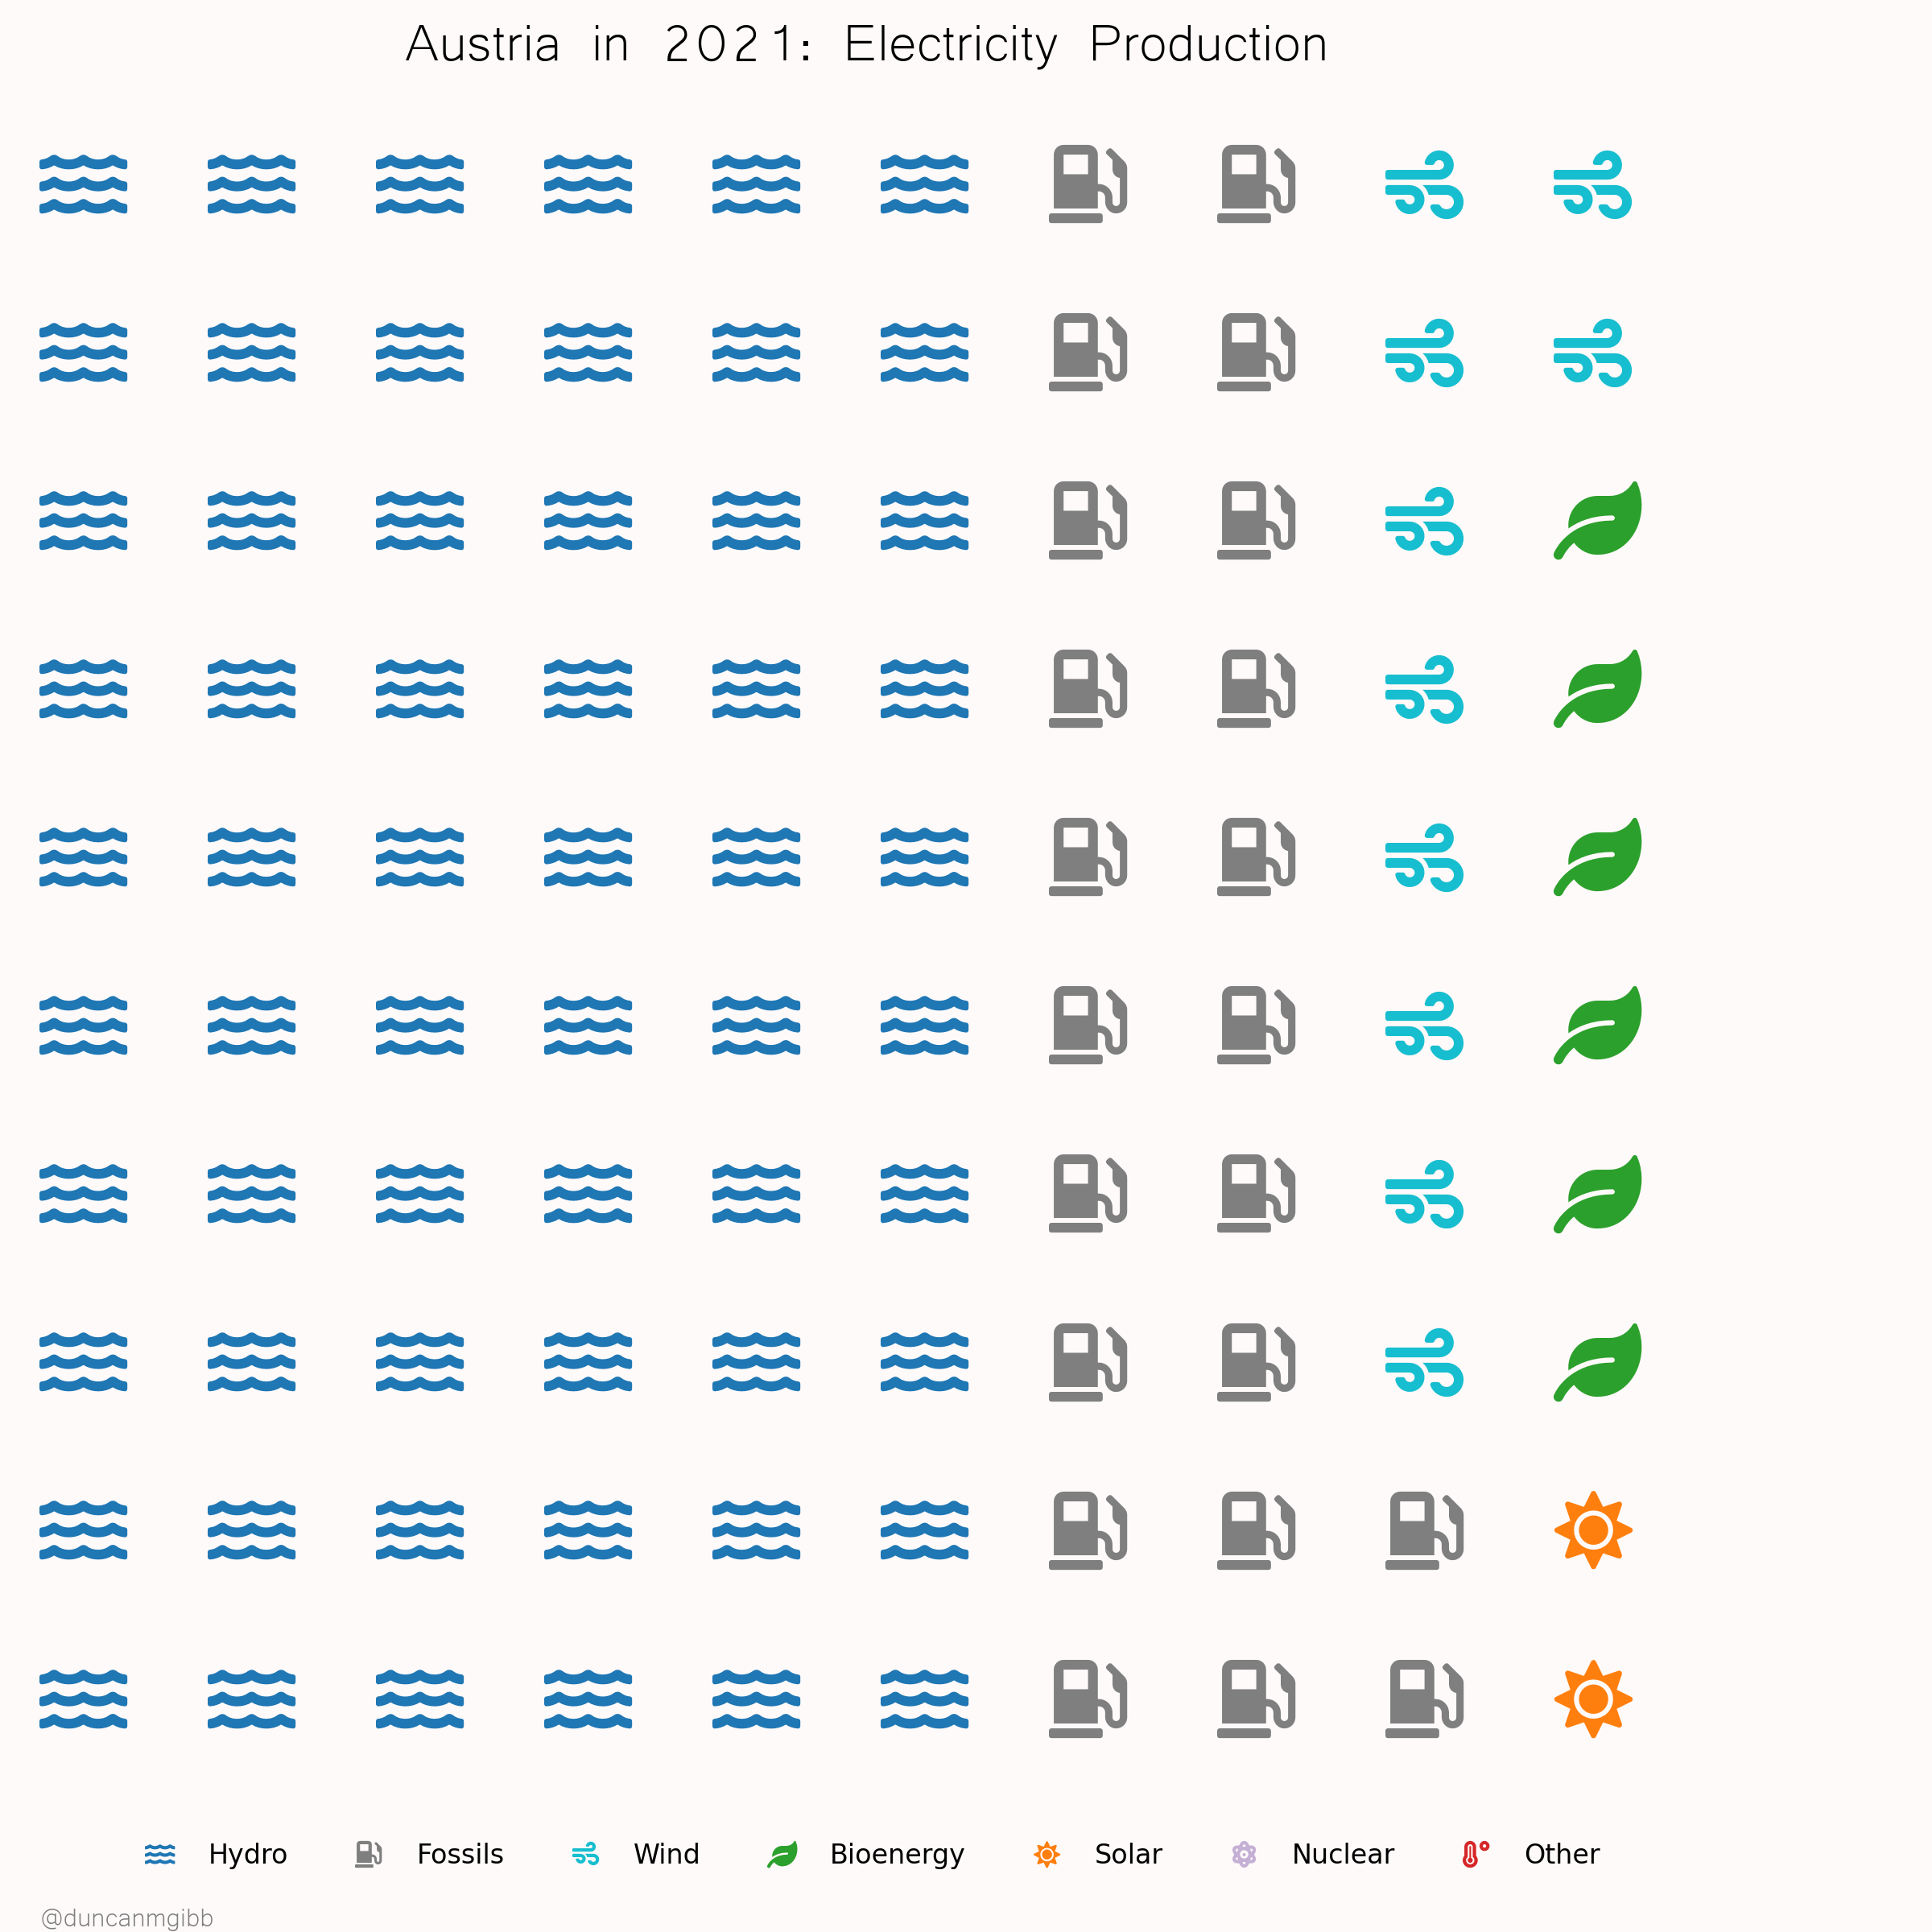 Austria in 2021: Electricity Production
Hydro Fossils Wind Bioenergy Solar Nuclear Other
@duncanmgibb